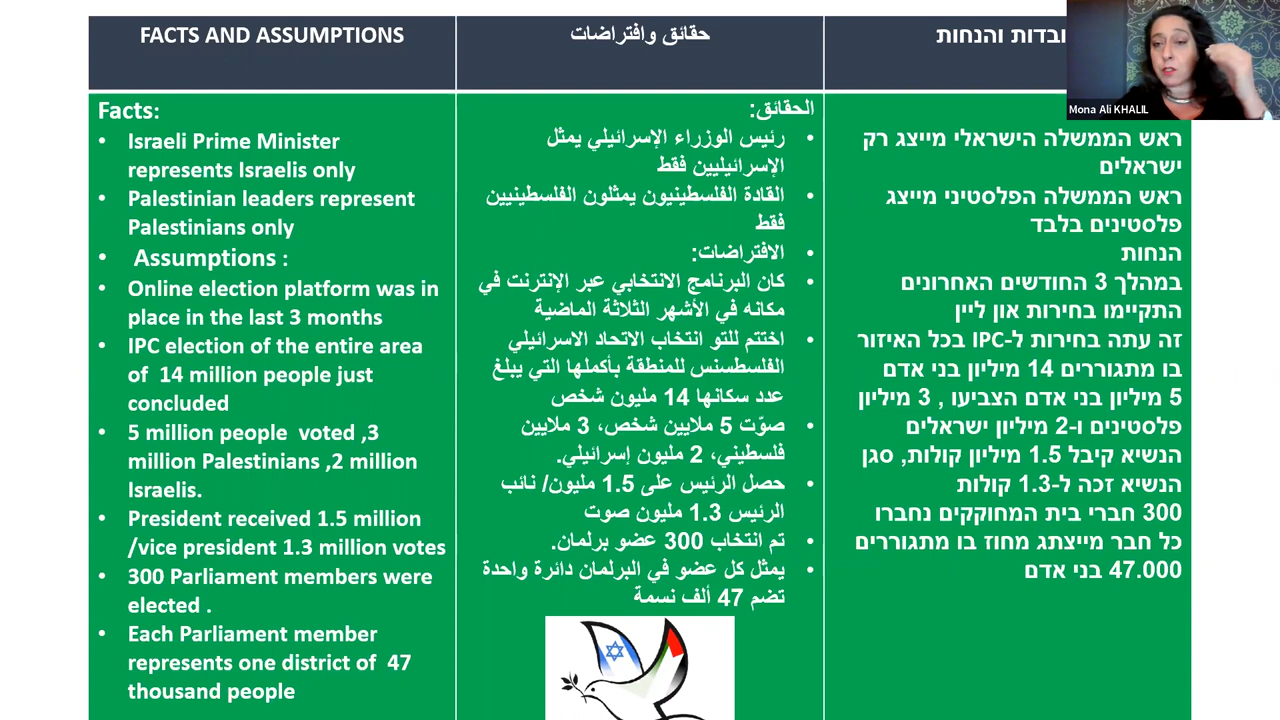 FACTS AND ASSUMPTIONS
Facts:
• Israeli Prime Minister
represents Israelis only
• Palestinian leaders represent
Palestinians only
• Assumptions :
• Online election platform was in
place in the last 3 months
• IPC election of the entire area
of 14 million people just
concluded
• 5 million people voted ,3
million Palestinians ,2 million
Israelis.
• President received 1.5 million
/vice president 1.3 million votes
• 300 Parliament members were
elected .
• Each Parliament member
represents one district of 47
thousand people
حقائق وافتراضات
الحقائق:
• رئيس الوزراء الإسرائيلي يمثل
الإسرائيليين فقط
• القادة الفلسطينيون يمثلون الفلسطينيين
فقط
• الافتراضات:
• كان البرنامج الانتخابي عبر الإنترنت في
مكانه في الأشهر الثلاثة الماضية
• اختتم للتو انتخاب الاتحاد الاسرائيلي
الفلسطسنس للمنطقة بأكملها التي يبلغ
عدد سكانها 14 مليون شخص
• صوّت 5 ملايين شخص، 3 ملايين
فلسطيني، 2 مليون إسرائيلي.
• حصل الرئيس على 1.5 مليون/ نائب
الرئيس 1.3 مليون صوت
• تم انتخاب 300 عضو برلمان.
• يمثل كل عضو في البرلمان دائرة واحدة
تضم 47 ألف نسمة
ובדות והנחות
ראש הממשלה הישראלי מייצג רק
ישראלים
ראש הממשלה הפלסטיני מייצג
פלסטינים בלבד
הנחות
במהלך 3 החודשים האחרונים
התקיימו בחירות און ליין
זה עתה בחירות ל-IPC בכל האיזור
בו מתגוררים 14 מיליון בני אדם
5 מיליון בני אדם הצביעו , 3 מיליון
פלסטינים ו-2 מיליון ישראלים
הנשיא קיבל 1.5 מיליון קולות, סגן
הנשיא זכה ל-1.3 קולות
300 חברי בית המחוקקים נחברו
כל חבר מייצתג מחוז בו מתגוררים
47.000 בני אדם
Mona Ali KHALIL